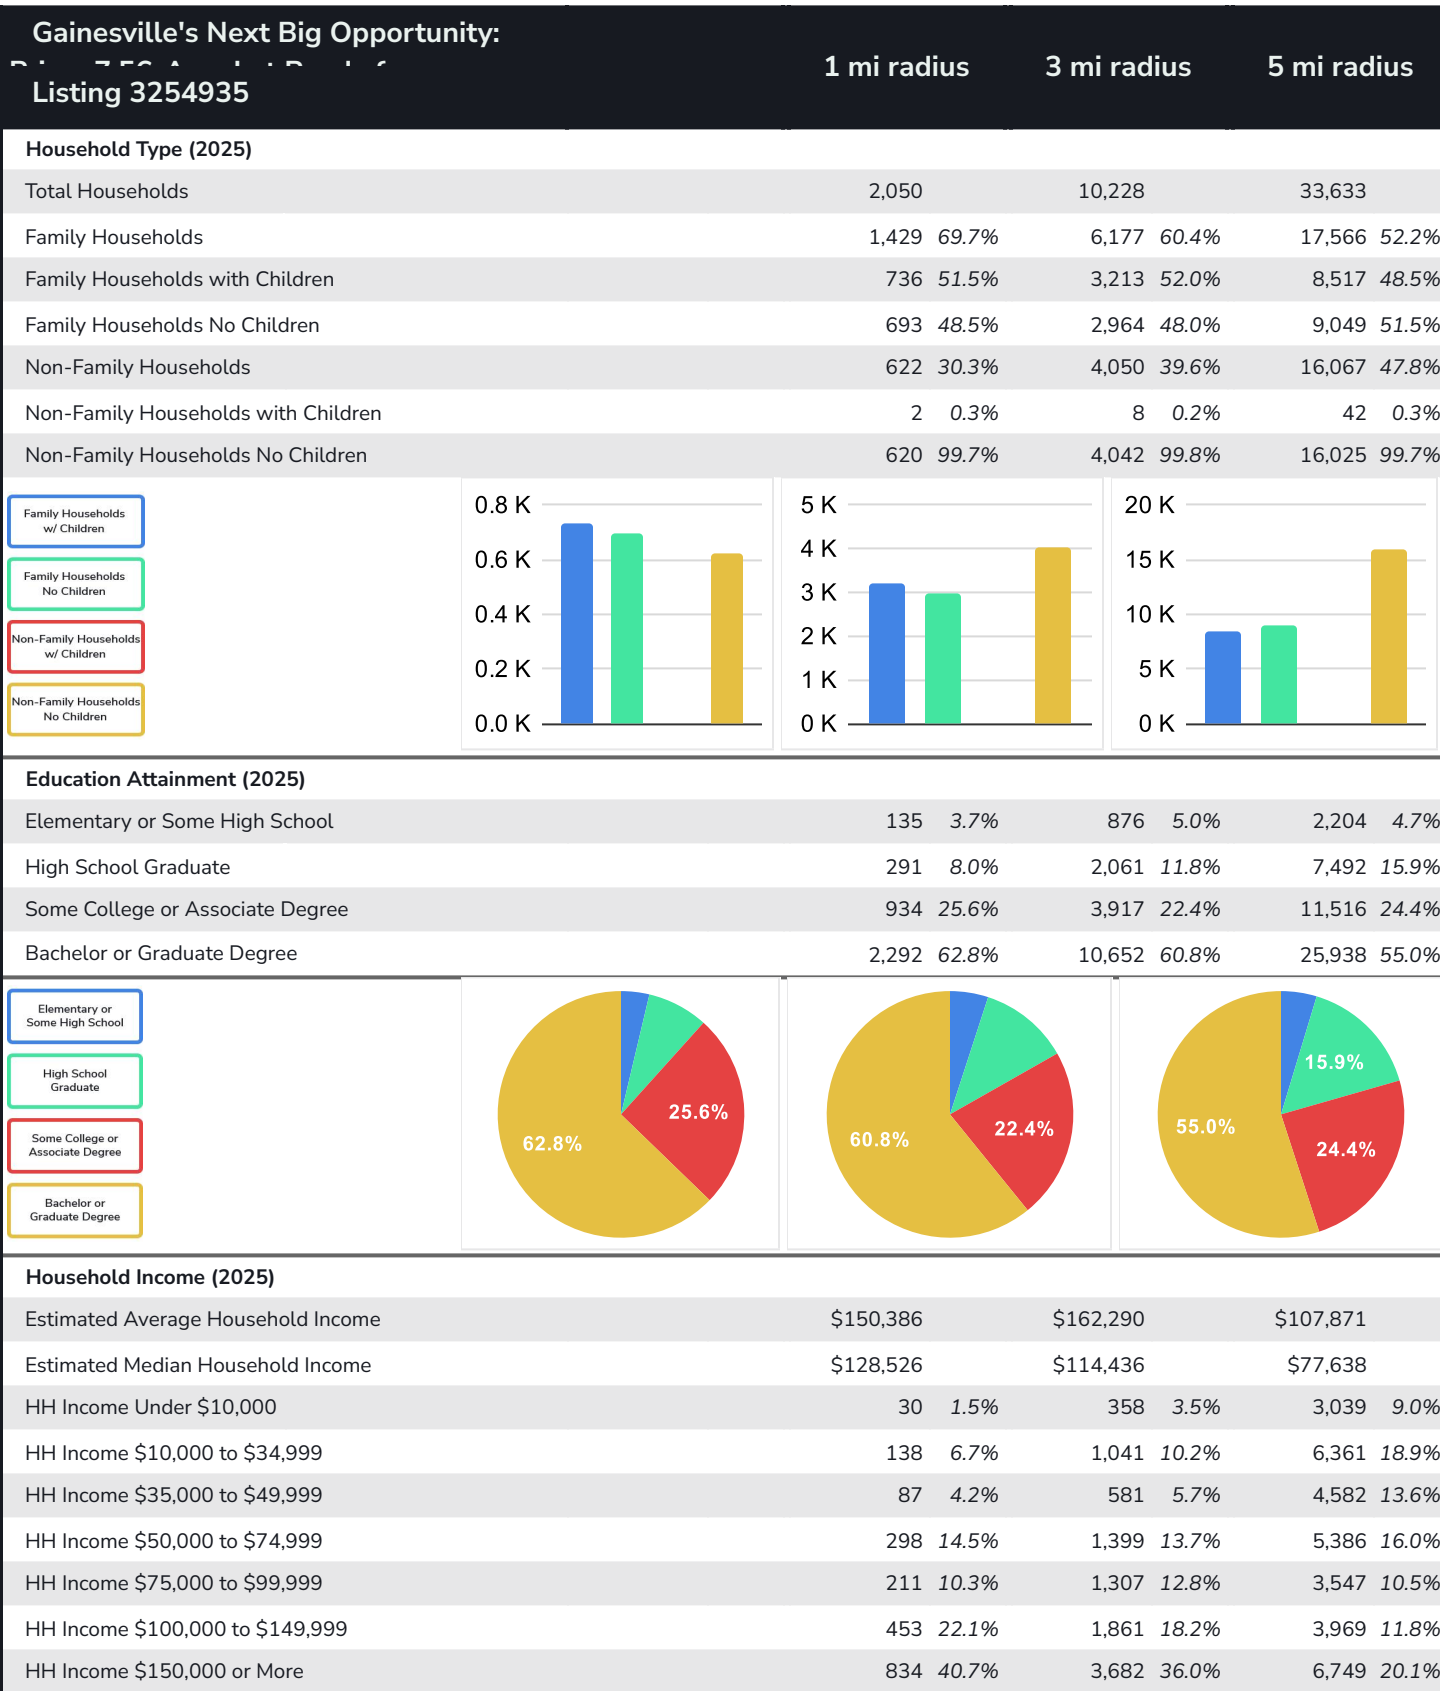 Gainesville's Next Big Opportunity:
Listing 3254935
1 mi radius 3 mi radius 5 mi radius
Household Type (2025)
Total Households 2,050 10,228 33,633
Family Households 1,429 69.7% 6,177 60.4% 17,566 52.2%
Family Households with Children 736 51.5% 3,213 52.0% 8,517 48.5%
Family Households No Children 693 48.5% 2,964 48.0% 9,049 51.5%
Non-Family Households 622 30.3% 4,050 39.6% 16,067 47.8%
Non-Family Households with Children 2 0.3% 8 0.2% 42 0.3%
Non-Family Households No Children 620 99.7% 4,042 99.8% 16,025 99.7%
Family Households
w/ Children
Family Households
No Children
Non-Family Households
w/ Children
Non-Family Households
No Children
0.8 K
0.6 K
0.4 K
0.2 K
0.0 K
5 K
4 K
3 K
2 K
1 K
0 K
20 K
15 K
10 K
5 K
0 K
Education Attainment (2025)
Elementary or Some High School 135 3.7% 876 5.0% 2,204 4.7%
High School Graduate 291 8.0% 2,061 11.8% 7,492 15.9%
Some College or Associate Degree 934 25.6% 3,917 22.4% 11,516 24.4%
Bachelor or Graduate Degree 2,292 62.8% 10,652 60.8% 25,938 55.0%
Elementary or
Some High School
High School
Graduate
Some College or
Associate Degree
Bachelor or
Graduate Degree
25.6%
62.8%
22.4%
60.8%
15.9%
55.0%
24.4%
Household Income (2025)
Estimated Average Household Income $150,386 $162,290 $107,871
Estimated Median Household Income $128,526 $114,436 $77,638
HH Income Under $10,000 30 1.5% 358 3.5% 3,039 9.0%
HH Income $10,000 to $34,999 138 6.7% 1,041 10.2% 6,361 18.9%
HH Income $35,000 to $49,999 87 4.2% 581 5.7% 4,582 13.6%
HH Income $50,000 to $74,999 298 14.5% 1,399 13.7% 5,386 16.0%
HH Income $75,000 to $99,999 211 10.3% 1,307 12.8% 3,547 10.5%
HH Income $100,000 to $149,999 453 22.1% 1,861 18.2% 3,969 11.8%
HH Income $150,000 or More 834 40.7% 3,682 36.0% 6,749 20.1%